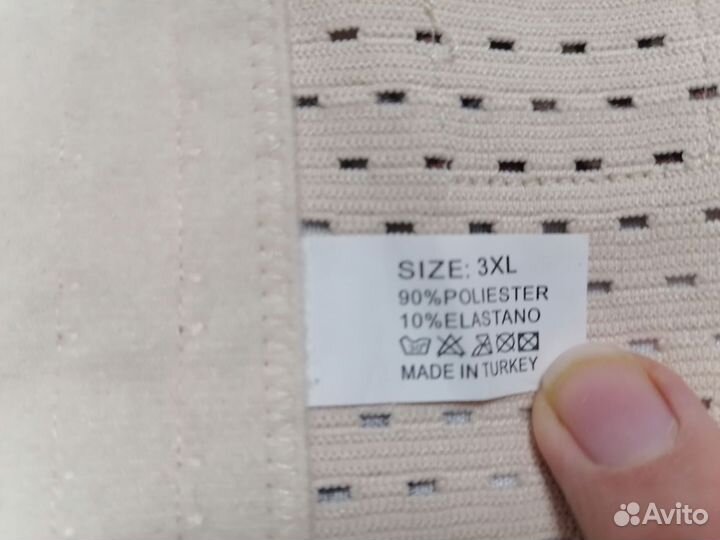 SIZE: 3XL
90%POLIESTER
10%ELASTANO
MADE IN TURKEY
Avito